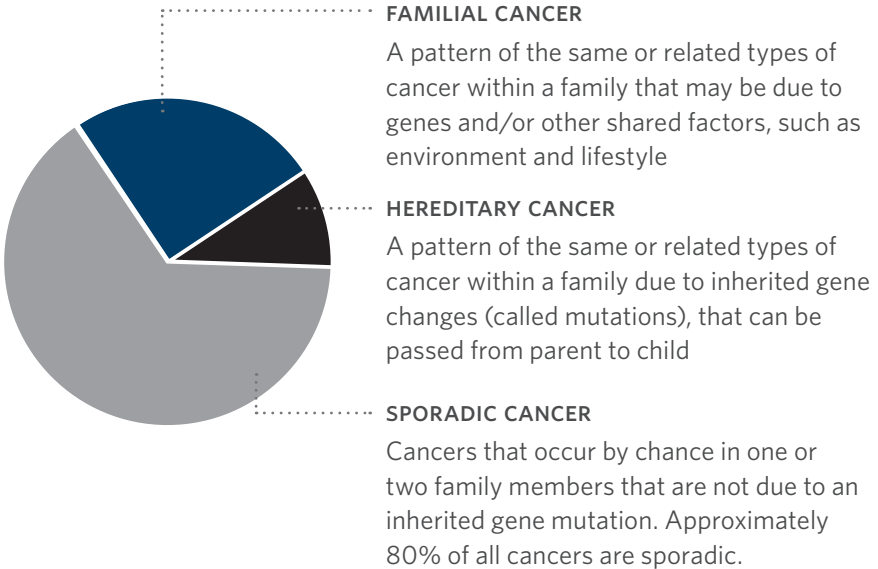 FAMILIAL CANCER
A pattern of the same or related types of
cancer within a family that may be due to
genes and/or other shared factors, such as
environment and lifestyle
HEREDITARY CANCER
A pattern of the same or related types of
cancer within a family due to inherited gene
changes (called mutations), that can be
passed from parent to child
SPORADIC CANCER
Cancers that occur by chance in one or
two family members that are not due to an
inherited gene mutation. Approximately
80% of all cancers are sporadic.